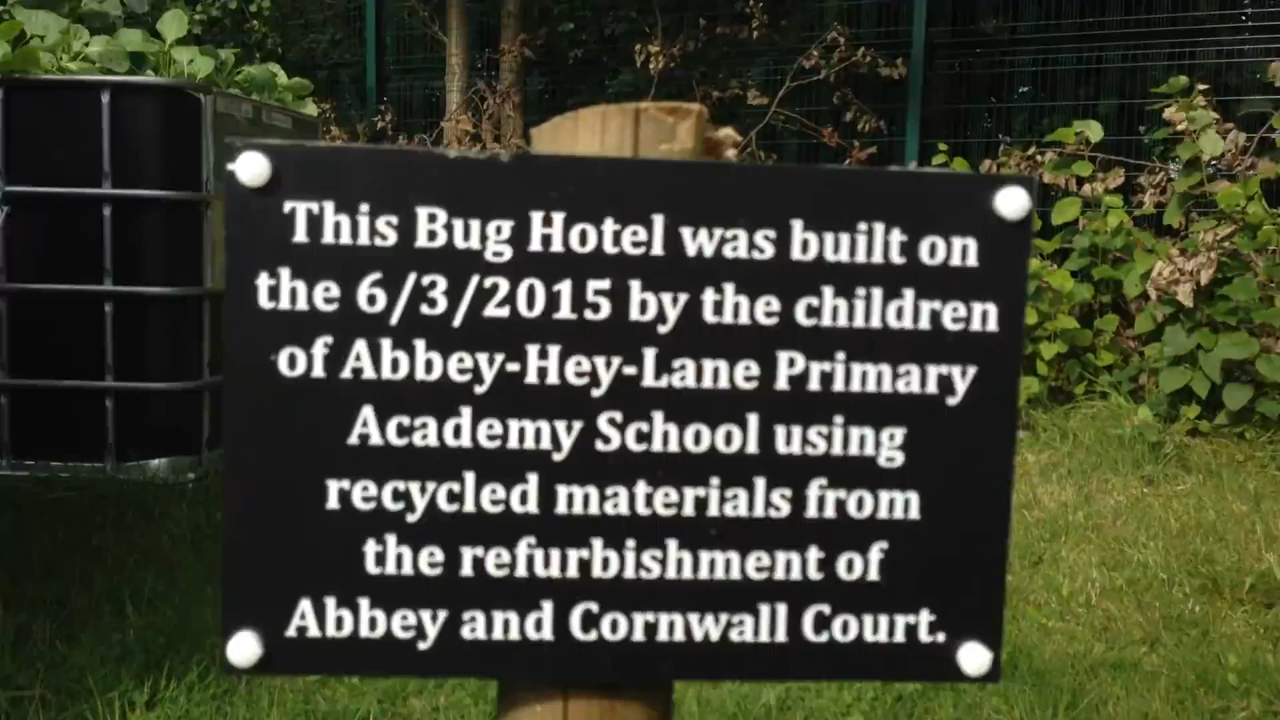 This Bug Hotel was built on
the 6/3/2015 by the children
of Abbey-Hey-Lane Primary
Academy School using
recycled materials from
the refurbishment of
Abbey and Cornwall Court.